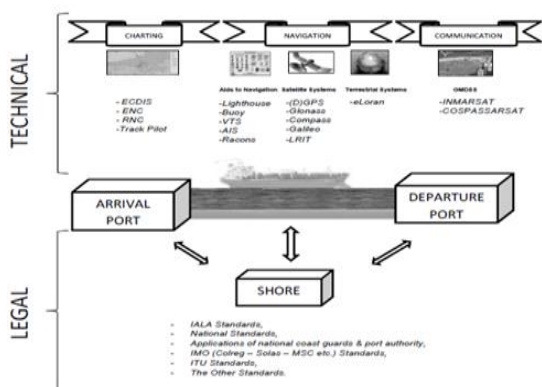 CHARTING
NAVIGATION
COMMUNICATION
TECHNICAL
Aids to Navigation
Satellite Systems
Terrestrial Systems
GMDSS
-ECDIS
-ENC
-RNC
-Track Pilot
-Lighthouse
-Buoy
-VTS
-AIS
-Racons
-(D)GPS
-Glonass
-Compass
-Galileo
-LRIT
-eLoran
-INMARSAT
-COSPASSARSAT
ARRIVAL
PORT
DEPARTURE
PORT
LEGAL
SHORE
- IALA Standards,
- National Standards,
- Applications of national coast guards & port authority,
- IMO (Colreg – Solas – MSC etc.) Standards,
- ITU Standards,
- The Other Standards.